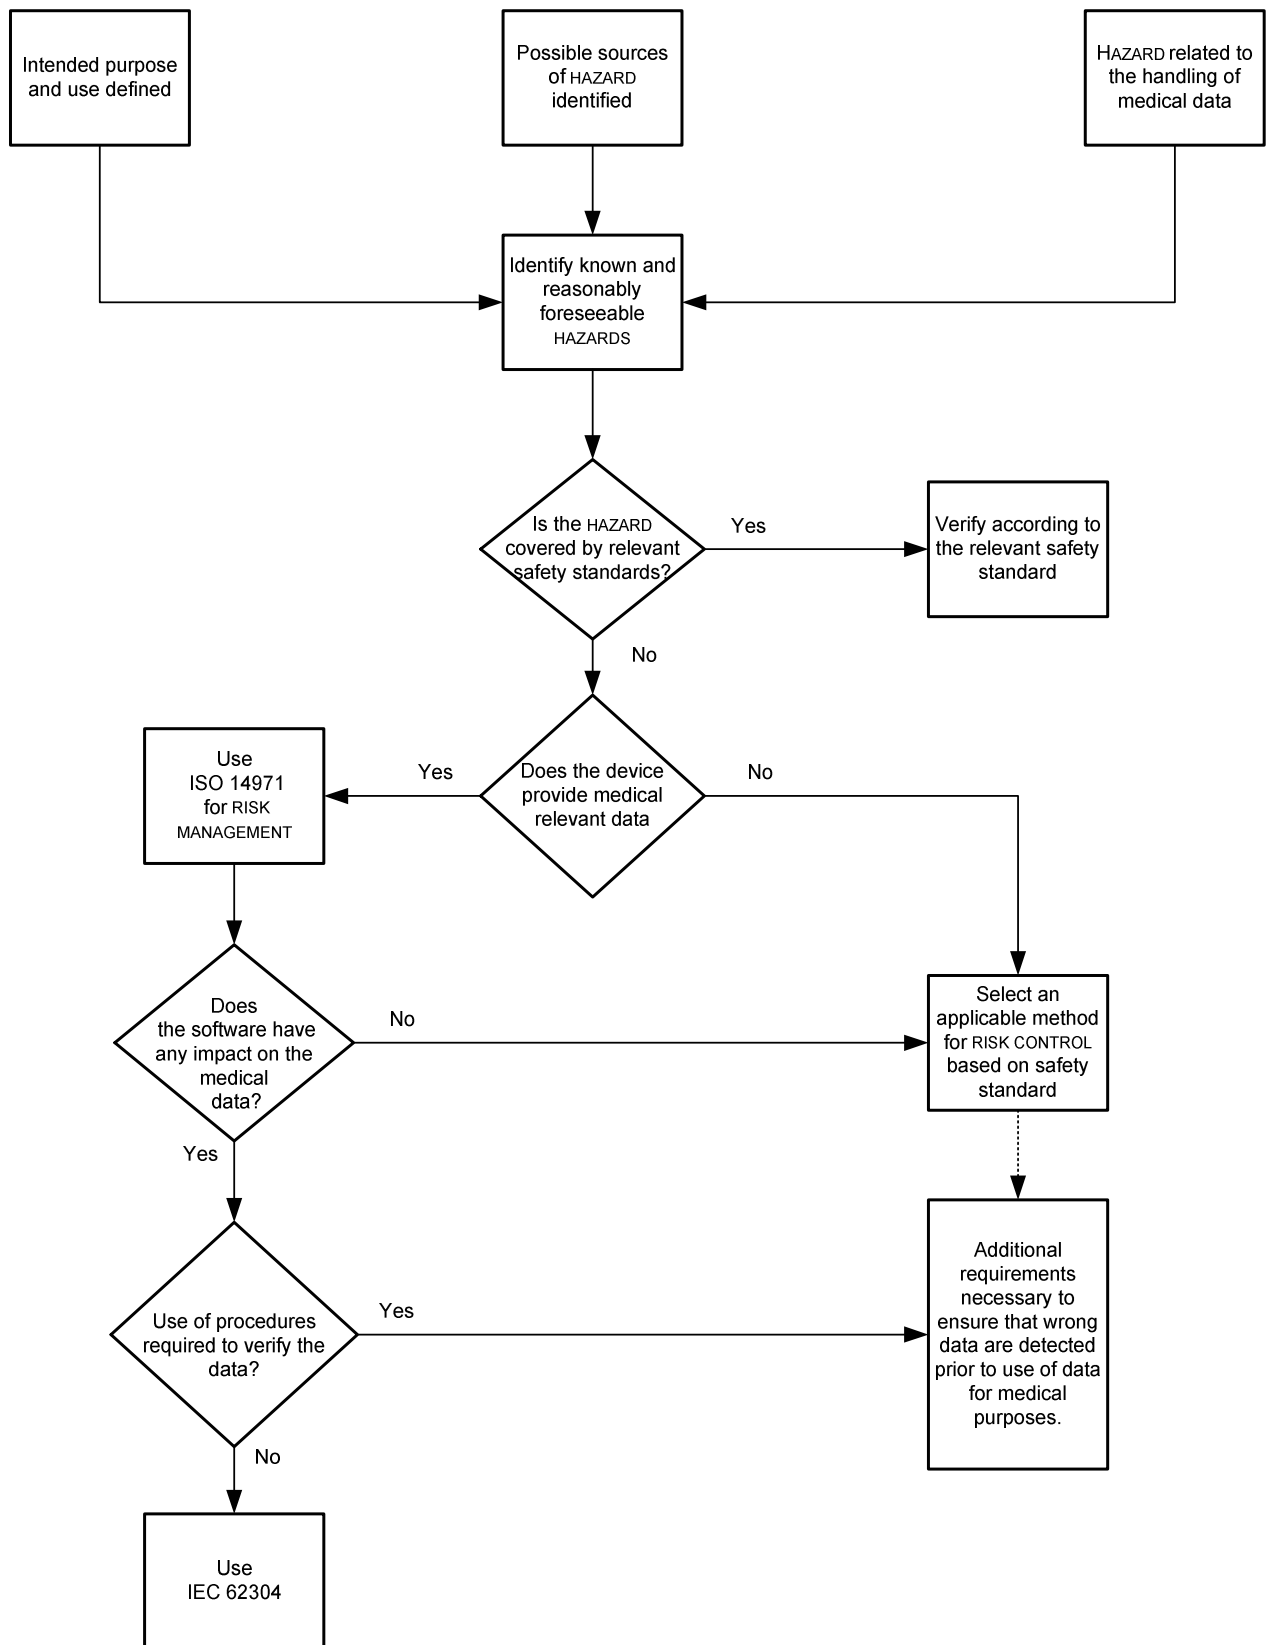 Intended purpose
and use defined
Possible sources
of HAZARD
identified
HAZARD related to
the handling of
medical data
Identify known and
reasonably
foreseeable
HAZARDS
Is the HAZARD
covered by relevant
safety standards?
Yes
Verify according to
the relevant safety
standard
No
Use
ISO 14971
for RISK
MANAGEMENT
Yes
Does the device
provide medical
relevant data
No
Does
the software have
any impact on the
medical
data?
No
Select an
applicable method
for RISK CONTROL
based on safety
standard
Yes
Use of procedures
required to verify the
data?
Yes
Additional
requirements
necessary to
ensure that wrong
data are detected
prior to use of data
for medical
purposes.
No
Use
IEC 62304